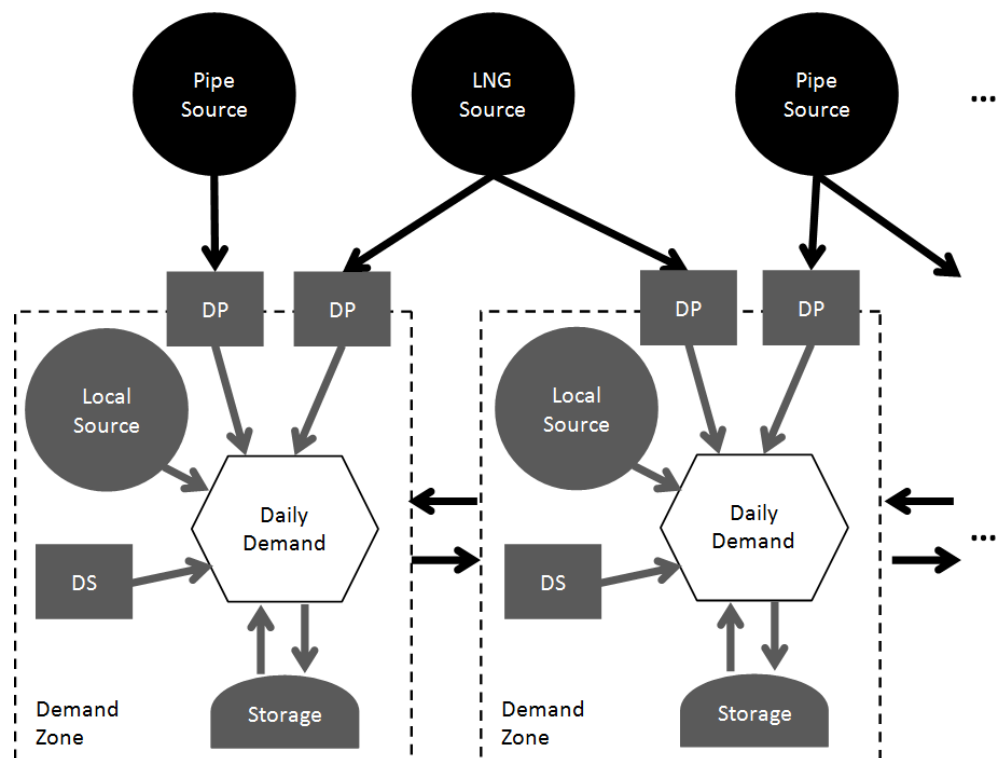 Pipe
Source
LNG
Source
Pipe
Source
...
DP
DP
DP
DP
Local
Source
Local
Source
Daily
Demand
Daily
Demand
...
DS
DS
Storage
Storage
Demand
Zone
Demand
Zone